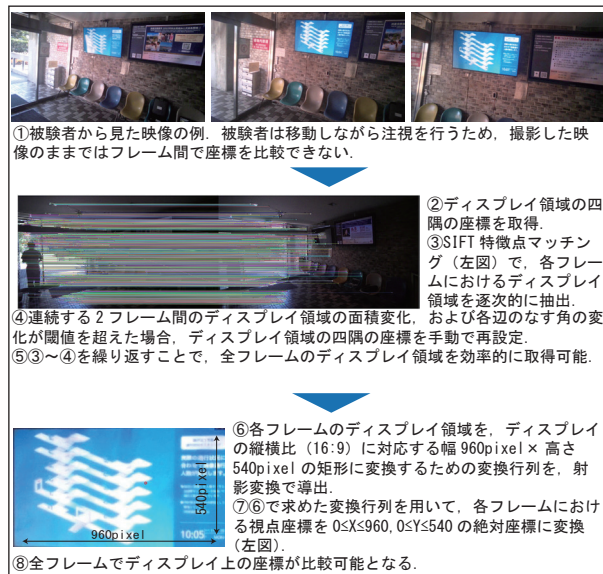 ①被験者から見た映像の例．被験者は移動しながら注視を行うため，撮影した映
像のままではフレーム間で座標を比較できない．
②ディスプレイ領域の四
隅の座標を取得．
③SIFT 特徴点マッチン
グ（左図）で，各フレー
ムにおけるディスプレイ
領域を逐次的に抽出．
④連続する 2 フレーム間のディスプレイ領域の面積変化，および各辺のなす角の変
化が閾値を超えた場合，ディスプレイ領域の四隅の座標を手動で再設定．
⑤③～④を繰り返すことで，全フレームのディスプレイ領域を効率的に取得可能．
540pixel
960pixel
10:05
⑥各フレームのディスプレイ領域を，ディスプレイ
の縦横比（16:9）に対応する幅 960pixel× 高さ
540pixel の矩形に変換するための変換行列を，射
影変換で導出．
⑦⑥で求めた変換行列を用いて，各フレームにおけ
る視点座標を 0≤X≤960,0≤Y≤540 の絶対座標に変換
（左図）．
⑧全フレームでディスプレイ上の座標が比較可能となる．